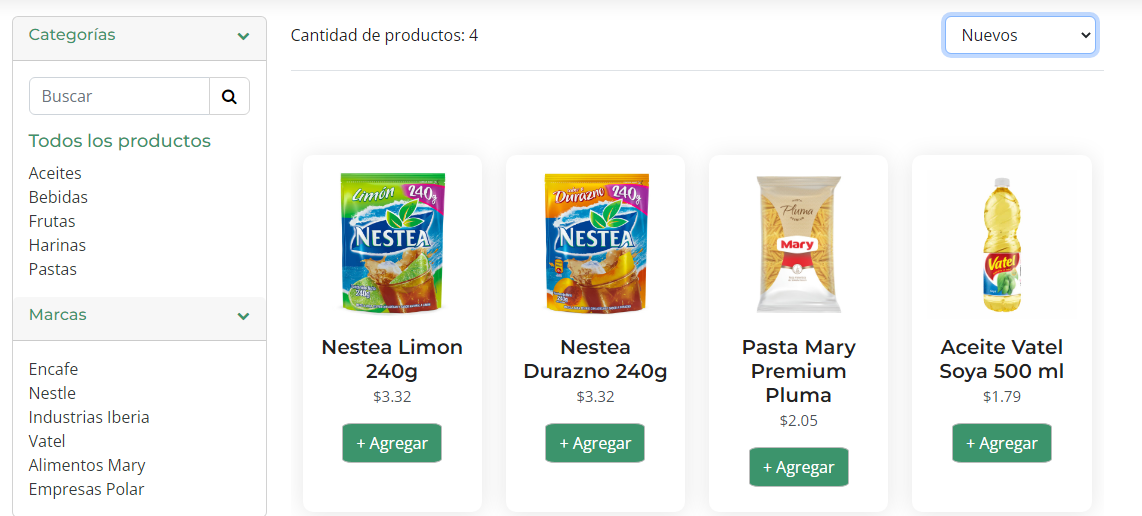 Categorías
Buscar
Todos los productos
Aceites
Bebidas
Frutas
Harinas
Pastas
Marcas
Encafe
Nestle
Industrias Iberia
Vatel
Alimentos Mary
Empresas Polar
Cantidad de productos: 4
Nuevos
Limón
240g
NESTEA
240g
Nestea Limon
240g
$3.32
+ Agregar
Durazno
240g
NESTEA
Nestea
Durazno 240g
$3.32
+ Agregar
Pluma
Mary
Pasta Mary
Premium
Pluma
$2.05
+ Agregar
Vatel
Aceite Vatel
Soya 500 ml
$1.79
+ Agregar